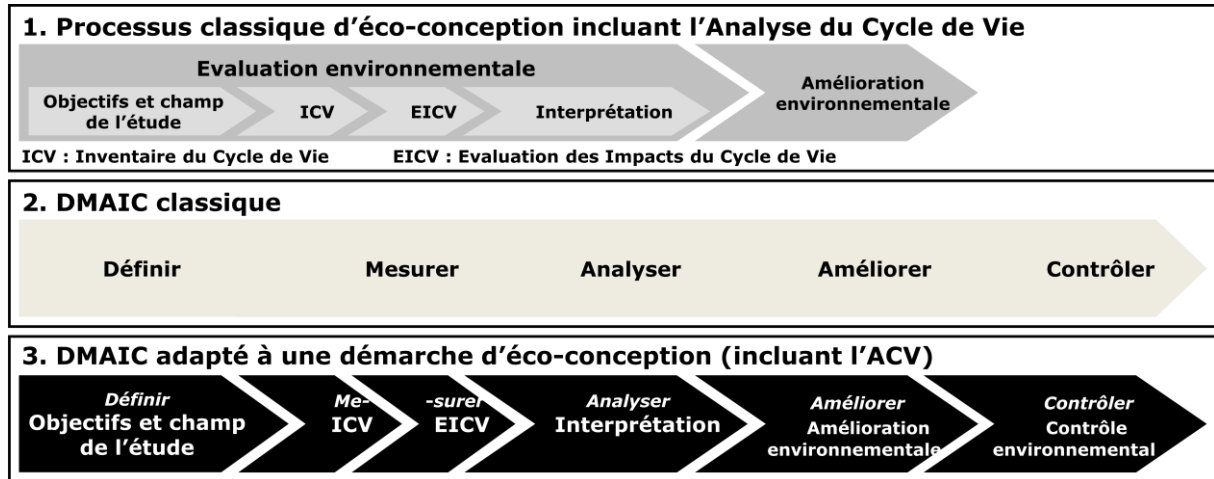 1. Processus classique d’éco-conception incluant l’Analyse du Cycle de Vie
Evaluation environnementale
Objectifs et champ
de l’étude
ICV
EICV
Interprétation
Amélioration
environnementale
ICV : Inventaire du Cycle de Vie
EICV : Evaluation des Impacts du Cycle de Vie
2. DMAIC classique
Définir
Mesurer
Analyser
Améliorer
Contrôler
3. DMAIC adapté à une démarche d’éco-conception (incluant l’ACV)
Définir
Objectifs et champ
de l’étude
Me-
ICV
-surer
EICV
Analyser
Interprétation
Améliorer
Amélioration
environnementale
Contrôler
Contrôle
environnemental